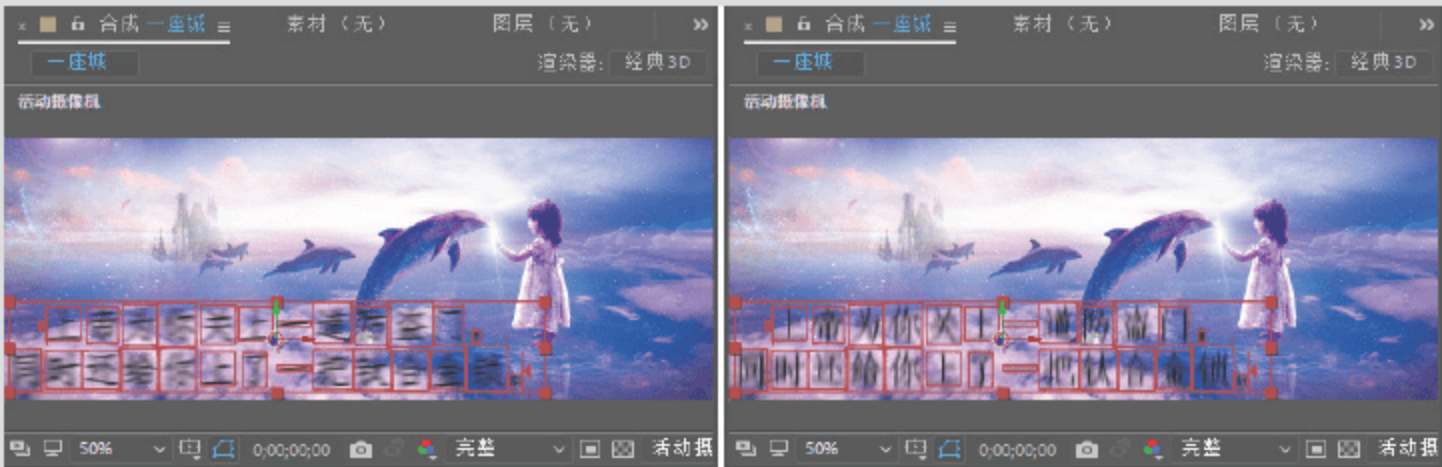 × 合成 一座城 ≡ 素材（无） 图层（无） »
一座城 渲染器: 经典3D
活动摄像机
50% 0;00;00;00 完整 活动摄
× 合成 一座城 ≡ 素材（无） 图层（无） »
一座城 渲染器: 经典3D
活动摄像机
上帝为你关上一扇的窗门
同时还给你上了一把钛合金锁
50% 0;00;00;00 完整 活动摄